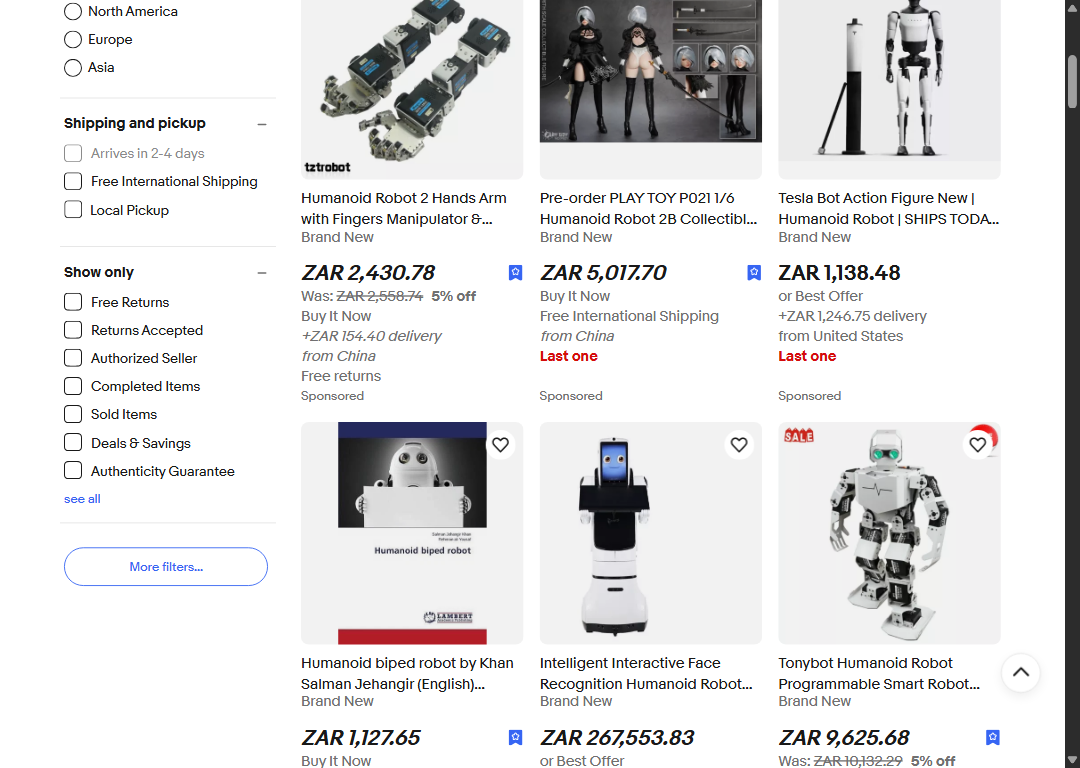 North America
Europe
Asia
Shipping and pickup
Arrives in 2-4 days
Free International Shipping
Local Pickup
Show only
Free Returns
Returns Accepted
Authorized Seller
Completed Items
Sold Items
Deals & Savings
Authenticity Guarantee
see all
More filters...
tztrobot
Humanoid Robot 2 Hands Arm
with Fingers Manipulator &...
Brand New
ZAR 2,430.78
Was: ZAR 2,558.74 5% off
Buy It Now
+ZAR 154.40 delivery
from China
Free returns
Sponsored
Pre-order PLAY TOY P021 1/6
Humanoid Robot 2B Collectibl...
Brand New
ZAR 5,017.70
Buy It Now
Free International Shipping
from China
Last one
Sponsored
Tesla Bot Action Figure New |
Humanoid Robot | SHIPS TODA...
Brand New
ZAR 1,138.48
or Best Offer
+ZAR 1,246.75 delivery
from United States
Last one
Sponsored
Humanoid biped robot
LAMBERT
Humanoid biped robot by Khan
Salman Jehangir (English)...
Brand New
ZAR 1,127.65
Buy It Now
Intelligent Interactive Face
Recognition Humanoid Robot...
Brand New
ZAR 267,553.83
or Best Offer
SALE
Tonybot Humanoid Robot
Programmable Smart Robot...
Brand New
ZAR 9,625.68
Was: ZAR 10,132.29 5% off